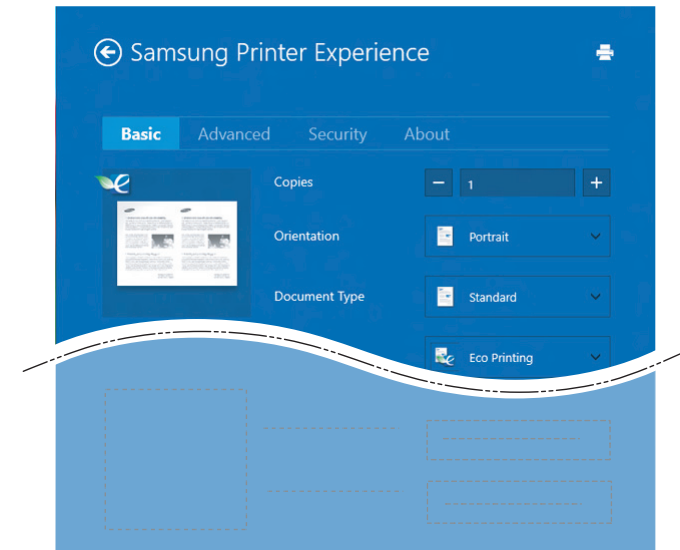 Samsung Printer Experience
Basic Advanced Security About
Copies 1
Orientation Portrait
Document Type Standard
Eco Printing